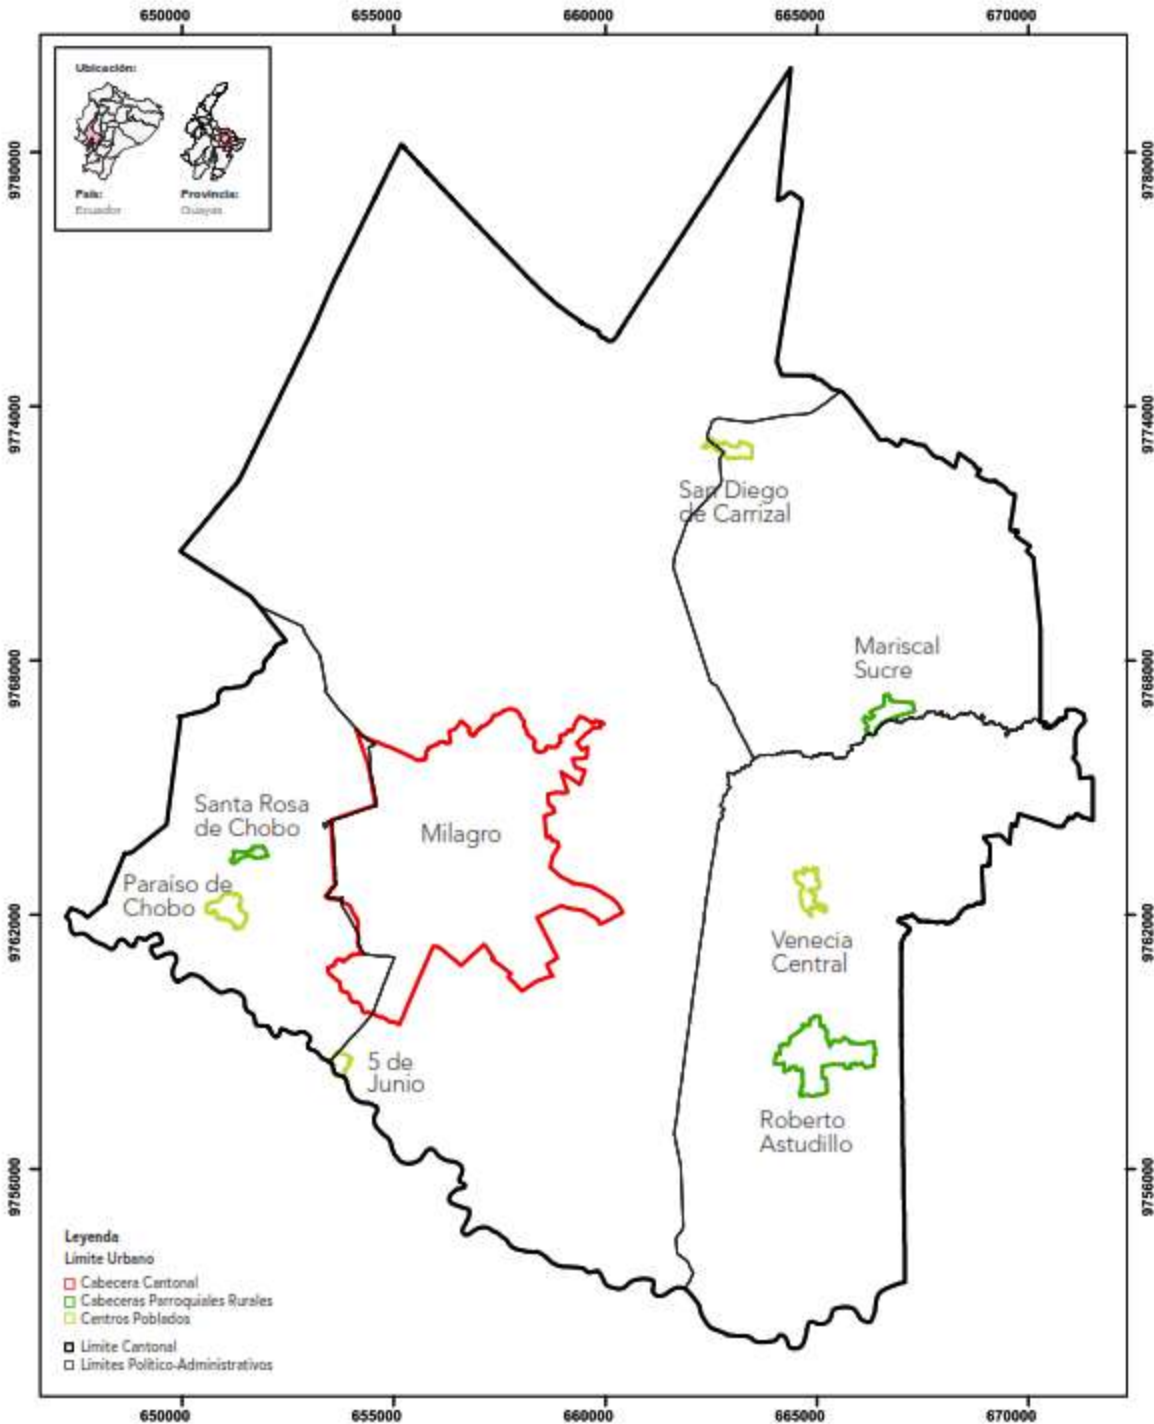 650000 655000 660000 665000 670000
Ubicación:
País: Provincia:
Ecuador Guayas
9780000 9780000
9774000 9774000
San Diego
de Carrizal
Mariscal
Sucre
9768000 9768000
Santa Rosa
de Chobo
Milagro
Paraiso de
Chobo
9762000 9762000
Venecia
Central
5 de
Junio
Roberto
Astudillo
9756000 9756000
Leyenda
Límite Urbano
Cabecera Cantonal
Cabeceras Parroquiales Rurales
Centros Poblados
Límite Cantonal
Límites Político-Administrativos
650000 655000 660000 665000 670000